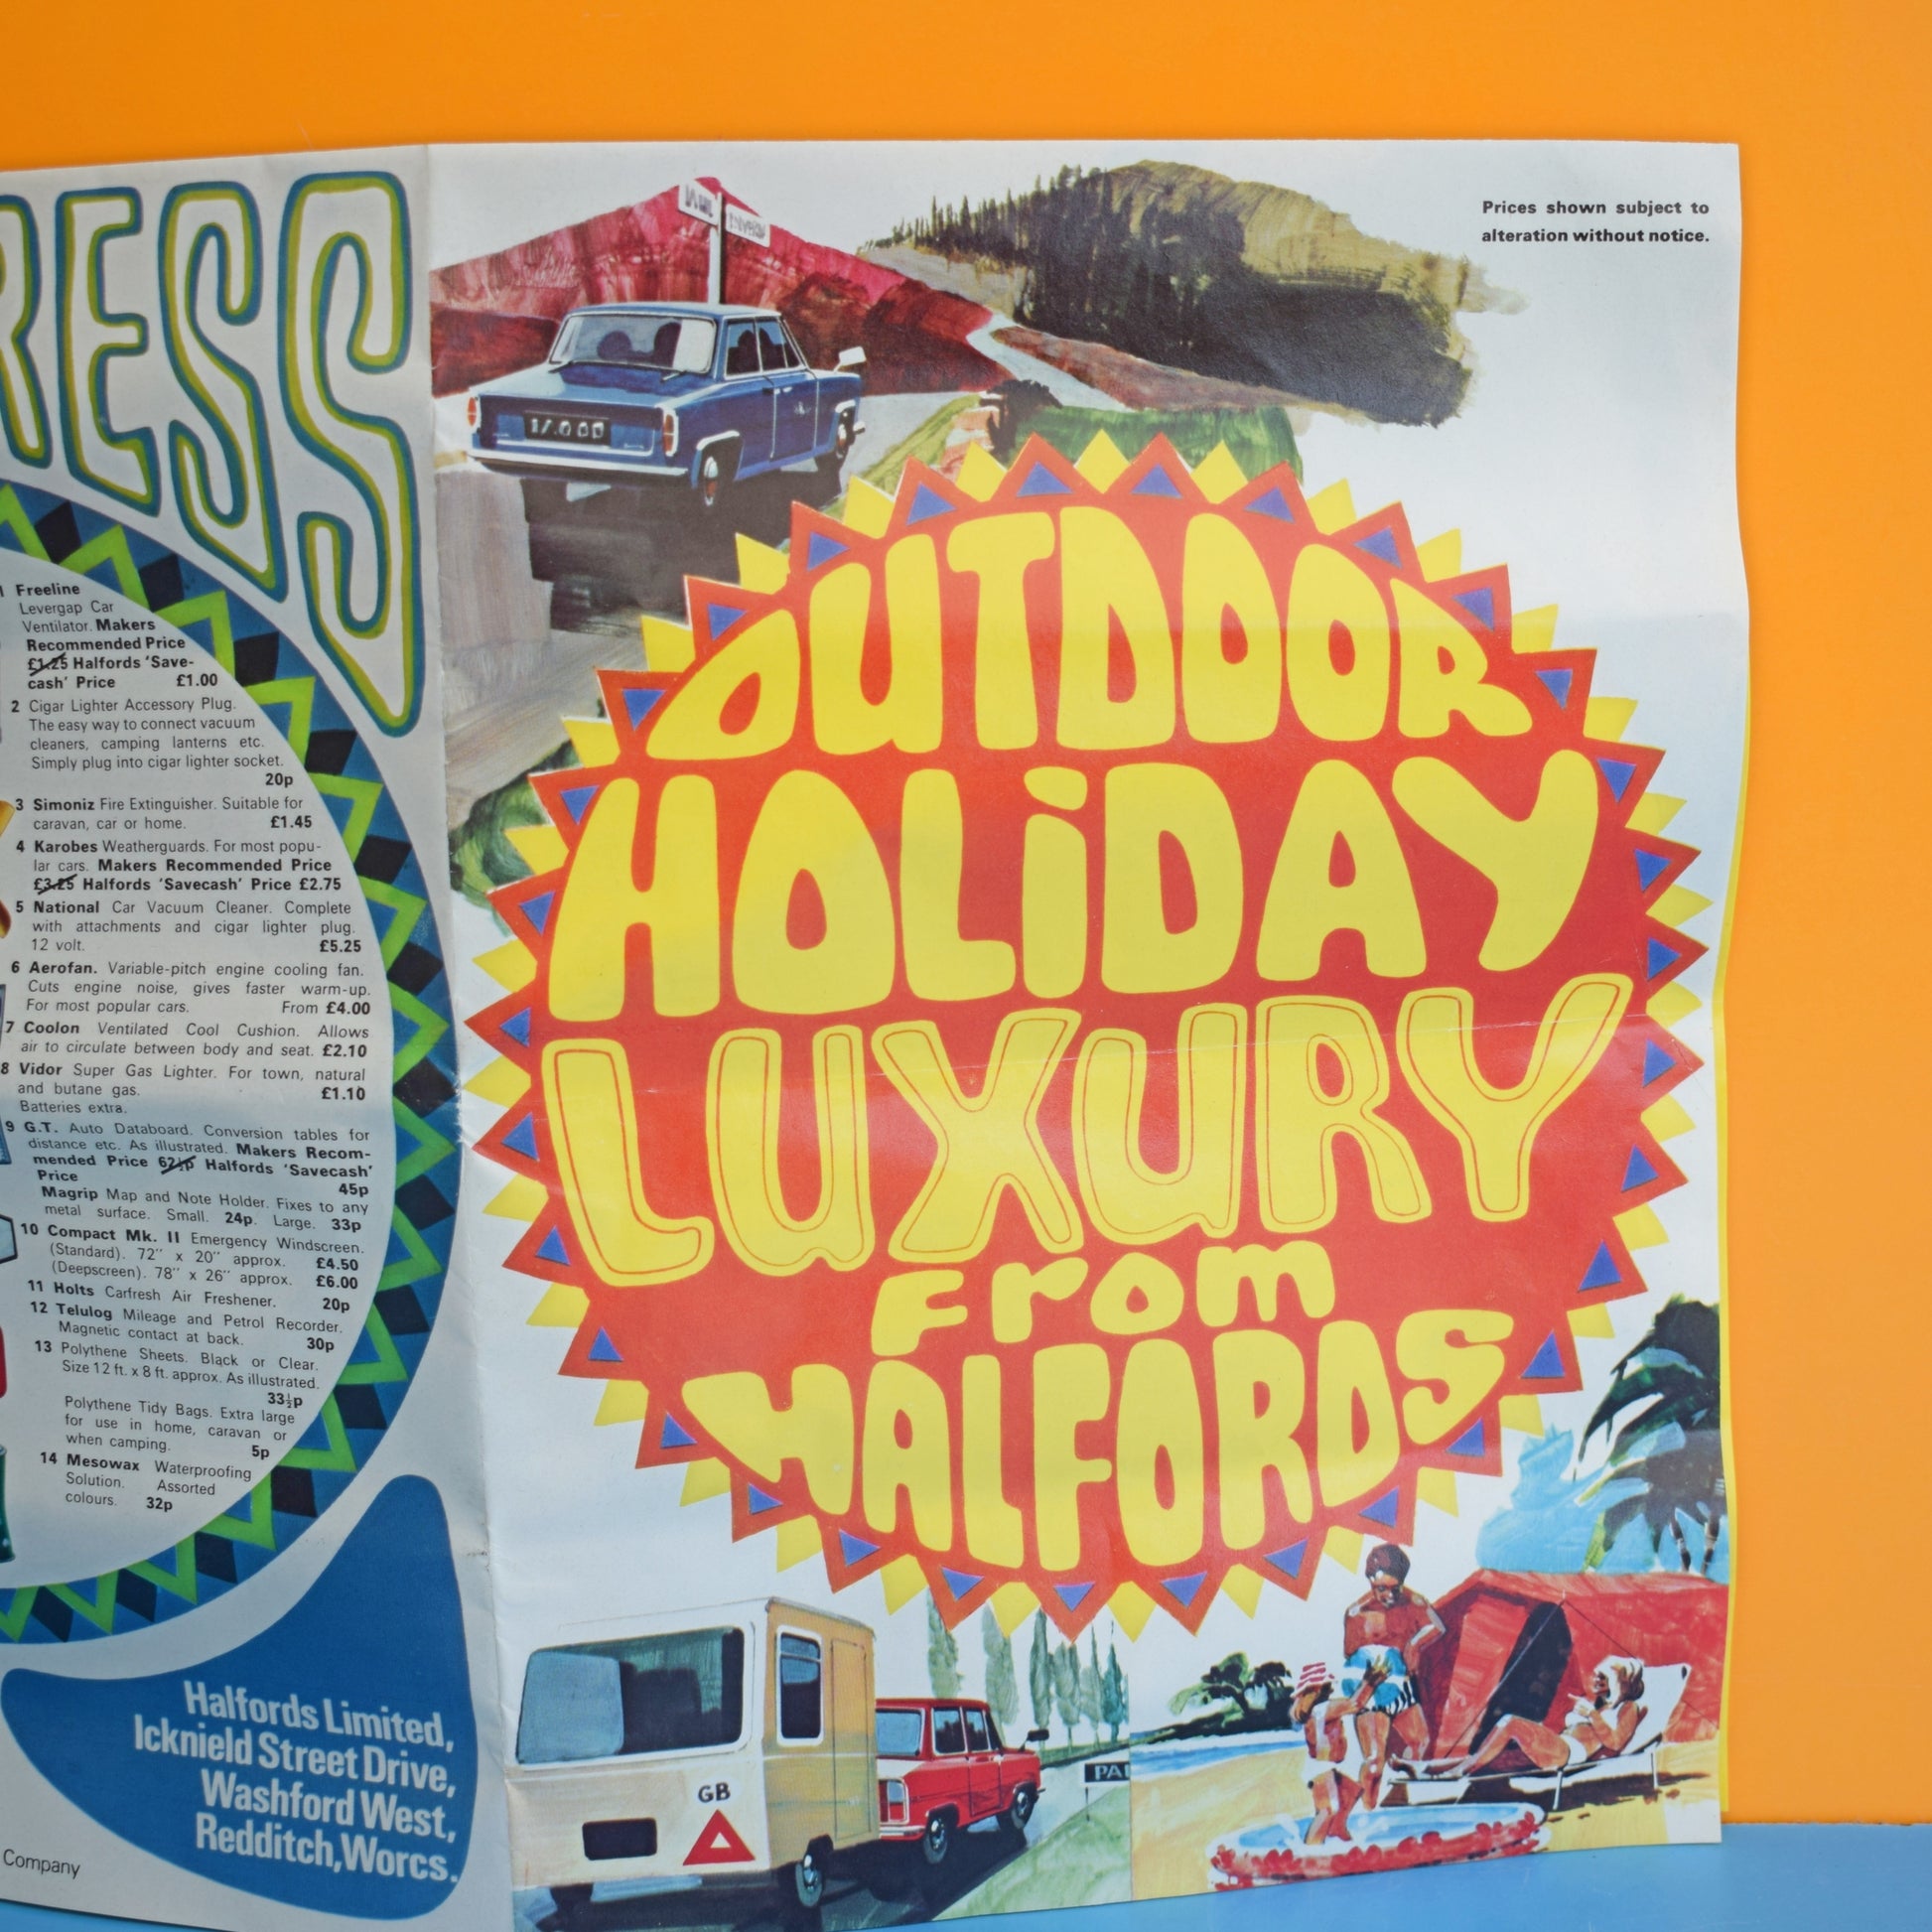 RESS
1 Freeline
Levergap Car
Ventilator. Makers
Recommended Price
£1.25 Halfords ‘Save-
cash’ Price £1.00
2 Cigar Lighter Accessory Plug.
The easy way to connect vacuum
cleaners, camping lanterns etc.
Simply plug into cigar lighter socket.
20p
3 Simoniz Fire Extinguisher. Suitable for
caravan, car or home. £1.45
4 Karobes Weatherguards. For most popu-
lar cars. Makers Recommended Price
£3.25 Halfords ‘Savecash’ Price £2.75
5 National Car Vacuum Cleaner. Complete
with attachments and cigar lighter plug.
12 volt. £5.25
6 Aerofan. Variable-pitch engine cooling fan.
Cuts engine noise, gives faster warm-up.
For most popular cars. From £4.00
7 Coolon Ventilated Cool Cushion. Allows
air to circulate between body and seat. £2.10
8 Vidor Super Gas Lighter. For town, natural
and butane gas. £1.10
Batteries extra.
9 G.T. Auto Databoard. Conversion tables for
distance etc. As illustrated. Makers Recom-
mended Price 62½p Halfords ‘Savecash’
Price 45p
Magrip Map and Note Holder. Fixes to any
metal surface. Small. 24p. Large. 33p
10 Compact Mk. II Emergency Windscreen.
(Standard). 72" x 20" approx. £4.50
(Deepscreen). 78" x 26" approx. £6.00
11 Holts Carfresh Air Freshener. 20p
12 Telulog Mileage and Petrol Recorder.
Magnetic contact at back. 30p
13 Polythene Sheets. Black or Clear.
Size 12 ft. x 8 ft. approx. As illustrated.
33½p
Polythene Tidy Bags. Extra large
for use in home, caravan or
when camping. 5p
14 Mesowax Waterproofing
Solution. Assorted
colours. 32p
Halfords Limited,
Icknield Street Drive,
Washford West,
Redditch, Worcs.
Company
Prices shown subject to
alteration without notice.
OUTDOOR
HOLiDAY
LUXURY
from
HALFORDS
GB
PA